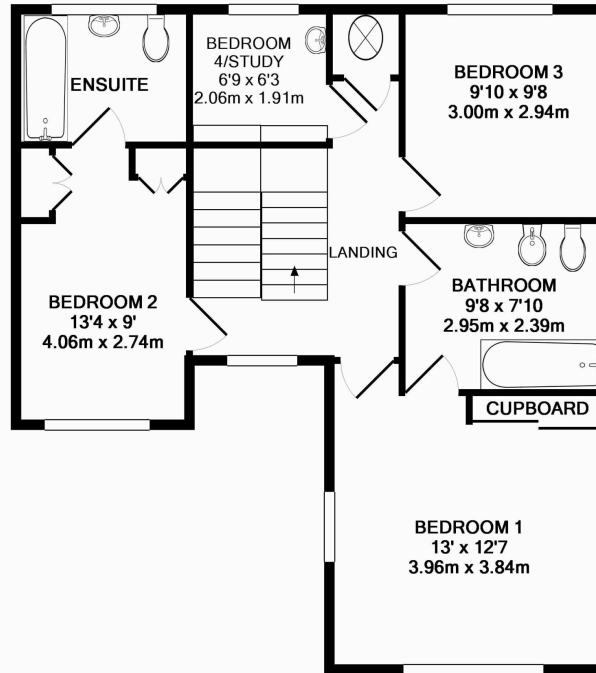 ENSUITE
BEDROOM
4/STUDY
6'9 x 6'3
2.06m x 1.91m
BEDROOM 3
9'10 x 9'8
3.00m x 2.94m
LANDING
BEDROOM 2
13'4 x 9'
4.06m x 2.74m
BATHROOM
9'8 x 7'10
2.95m x 2.39m
CUPBOARD
BEDROOM 1
13' x 12'7
3.96m x 3.84m